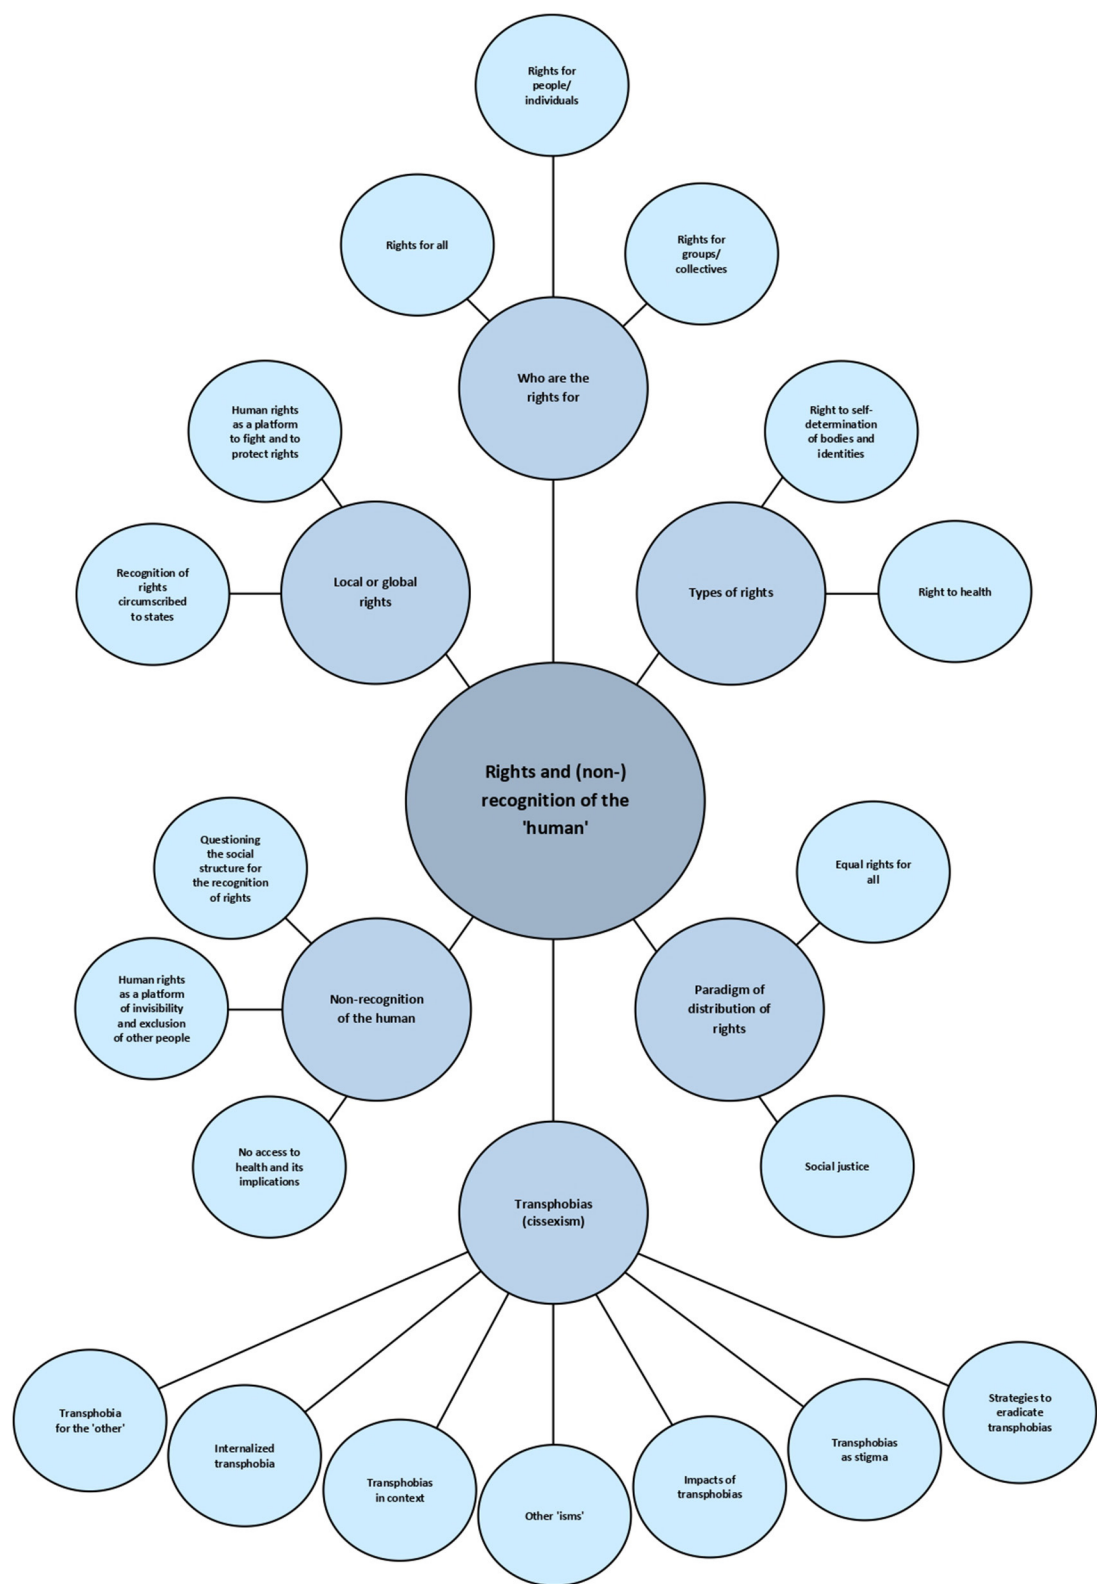 Rights for
people/
individuals
Rights for all
Rights for
groups/
collectives
Who are the
rights for
Human rights
as a platform
to fight and to
protect rights
Right to self-
determination
of bodies and
identities
Recognition of
rights
circumscribed
to states
Local or global
rights
Types of rights
Right to health
Rights and (non-)
recognition of the
'human'
Questioning
the social
structure for
the recognition
of rights
Equal rights for
all
Human rights
as a platform
of invisibility
and exclusion
of other people
Non-recognition
of the human
Paradigm of
distribution of
rights
No access to
health and its
implications
Social justice
Transphobias
(cissexism)
Transphobia
for the 'other'
Internalized
transphobia
Transphobias
in context
Other 'isms'
Impacts of
transphobias
Transphobias
as stigma
Strategies to
eradicate
transphobias